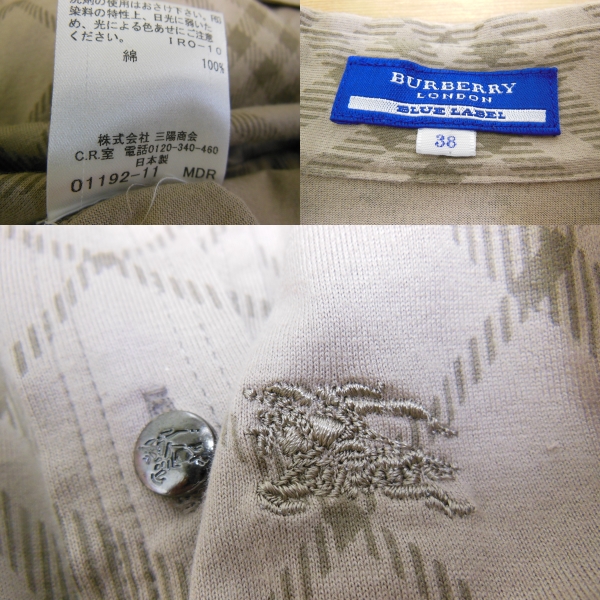 洗剤の使用はおさけ下さい。
染料の特性上、日光に弱いた
め、光による色あせにご注意
ください。 IRO-10
綿 100%
株式会社 三陽商会
C.R.室 電話0120-340-460
日本製
01192-11 MDR
BURBERRY
LONDON
BLUE LABEL
38